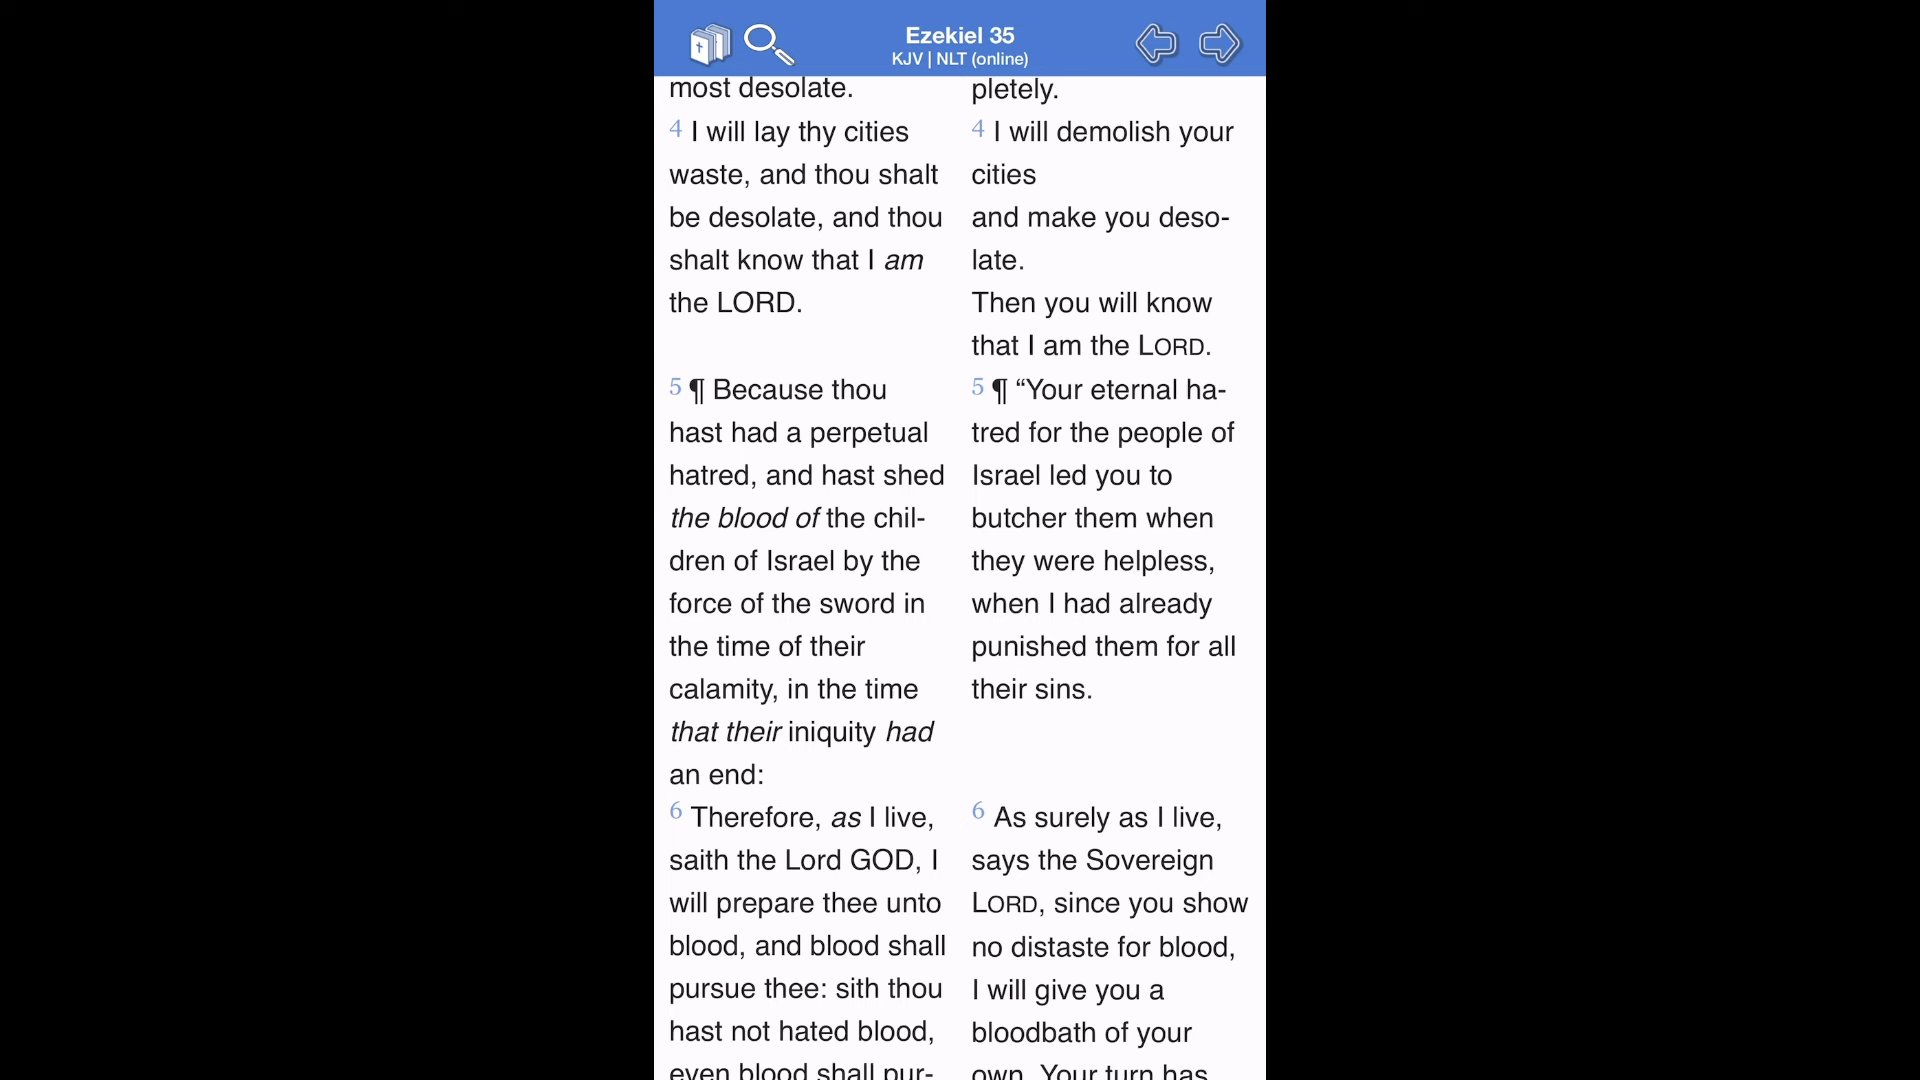 Ezekiel 35
KJV | NLT (online)
most desolate.
4 I will lay thy cities
waste, and thou shalt
be desolate, and thou
shalt know that I am
the LORD.
5 ¶ Because thou
hast had a perpetual
hatred, and hast shed
the blood of the chil-
dren of Israel by the
force of the sword in
the time of their
calamity, in the time
that their iniquity had
an end:
6 Therefore, as I live,
saith the Lord GOD, I
will prepare thee unto
blood, and blood shall
pursue thee: sith thou
hast not hated blood,
even blood shall pur-
pletely.
4 I will demolish your
cities
and make you deso-
late.
Then you will know
that I am the LORD.
5 ¶ “Your eternal ha-
tred for the people of
Israel led you to
butcher them when
they were helpless,
when I had already
punished them for all
their sins.
6 As surely as I live,
says the Sovereign
LORD, since you show
no distaste for blood,
I will give you a
bloodbath of your
own. Your turn has